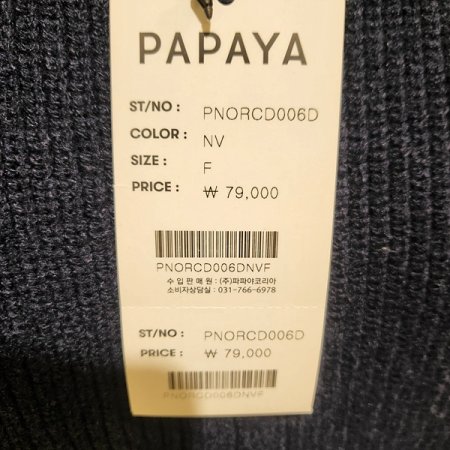 PAPAYA
ST/NO : PNORCD006D
COLOR : NV
SIZE : F
PRICE : ₩ 79,000
PNORCD006DNVF
수 입 판 매 원 : (주)파파야코리아
소비자상담실 : 031-766-6978
ST/NO : PNORCD006D
PRICE : ₩ 79,000
PNORCD006DNVF